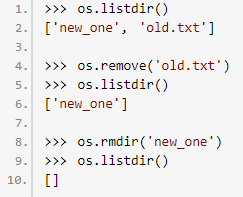 1. >>> os.listdir()
2. ['new_one', 'old.txt']
3.
4. >>> os.remove('old.txt')
5. >>> os.listdir()
6. ['new_one']
7.
8. >>> os.rmdir('new_one')
9. >>> os.listdir()
10. []